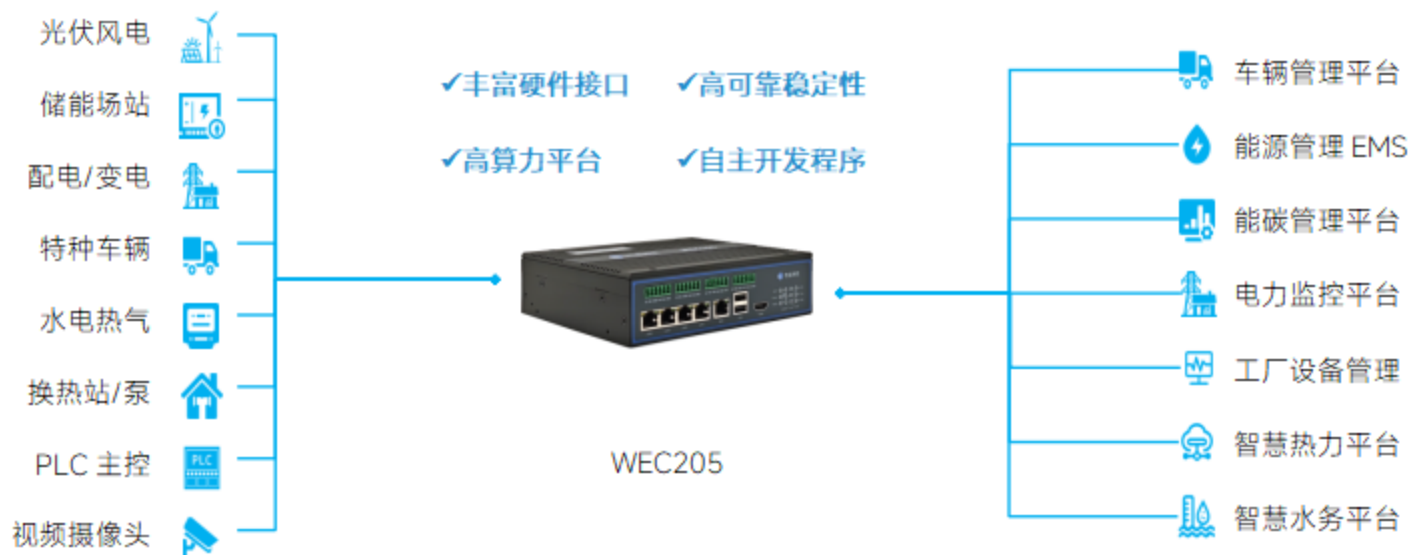 光伏风电
储能场站
配电/变电
特种车辆
水电热气
换热站/泵
PLC 主控
PLC
视频摄像头
✓丰富硬件接口 ✓高可靠稳定性
✓高算力平台 ✓自主开发程序
WEC205
车辆管理平台
能源管理 EMS
能碳管理平台
电力监控平台
工厂设备管理
智慧热力平台
智慧水务平台